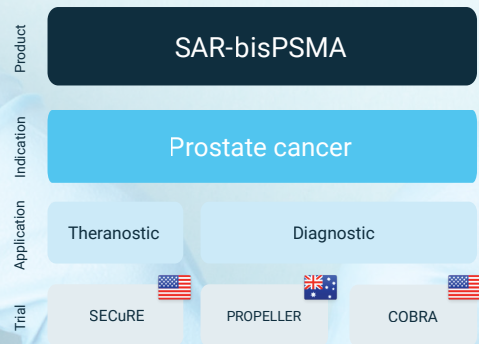 Product
SAR-bisPSMA
Indication
Prostate cancer
Application
Theranostic
Diagnostic
Trial
SECuRE
PROPELLER
COBRA